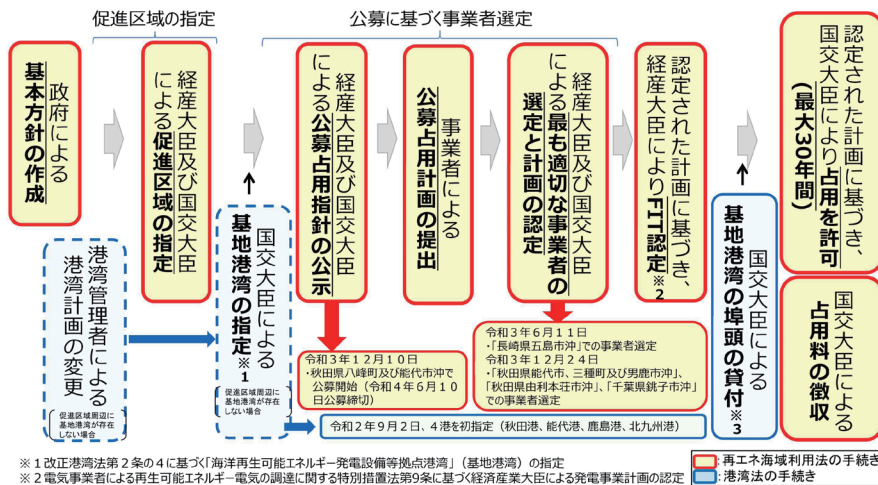 促進区域の指定
公募に基づく事業者選定
政府による
基本方針の作成
経産大臣及び国交大臣
による促進区域の指定
経産大臣及び国交大臣
による公募占用指針の公示
事業者による
公募占用計画の提出
経産大臣及び国交大臣
による最も適切な事業者の
選定と計画の認定
認定された計画に基づき、
経産大臣によりFIT認定※2
認定された計画に基づき、
国交大臣により占用を許可
(最大30年間)
港湾管理者による
港湾計画の変更
促進区域周辺に
基地港湾が存在
しない場合
国交大臣による
基地港湾の指定※1
促進区域周辺に
基地港湾が存在
しない場合
令和3年12月10日
・秋田県八峰町及び能代市沖で
公募開始（令和4年6月10
日公募締切）
令和3年6月11日
・「長崎県五島市沖」での事業者選定
令和3年12月24日
・「秋田県能代市、三種町及び男鹿市沖」、
「秋田県由利本荘市沖」、「千葉県銚子市沖」
での事業者選定
令和2年9月2日、4港を初指定（秋田港、能代港、鹿島港、北九州港）
国交大臣による
基地港湾の埠頭の貸付※3
国交大臣による
占用料の徴収
※1改正港湾法第2条の4に基づく「海洋再生可能エネルギー発電設備等拠点港湾」（基地港湾）の指定
※2電気事業者による再生可能エネルギー電気の調達に関する特別措置法第9条に基づく経済産業大臣による発電事業計画の認定
:再エネ海域利用法の手続き
:港湾法の手続き